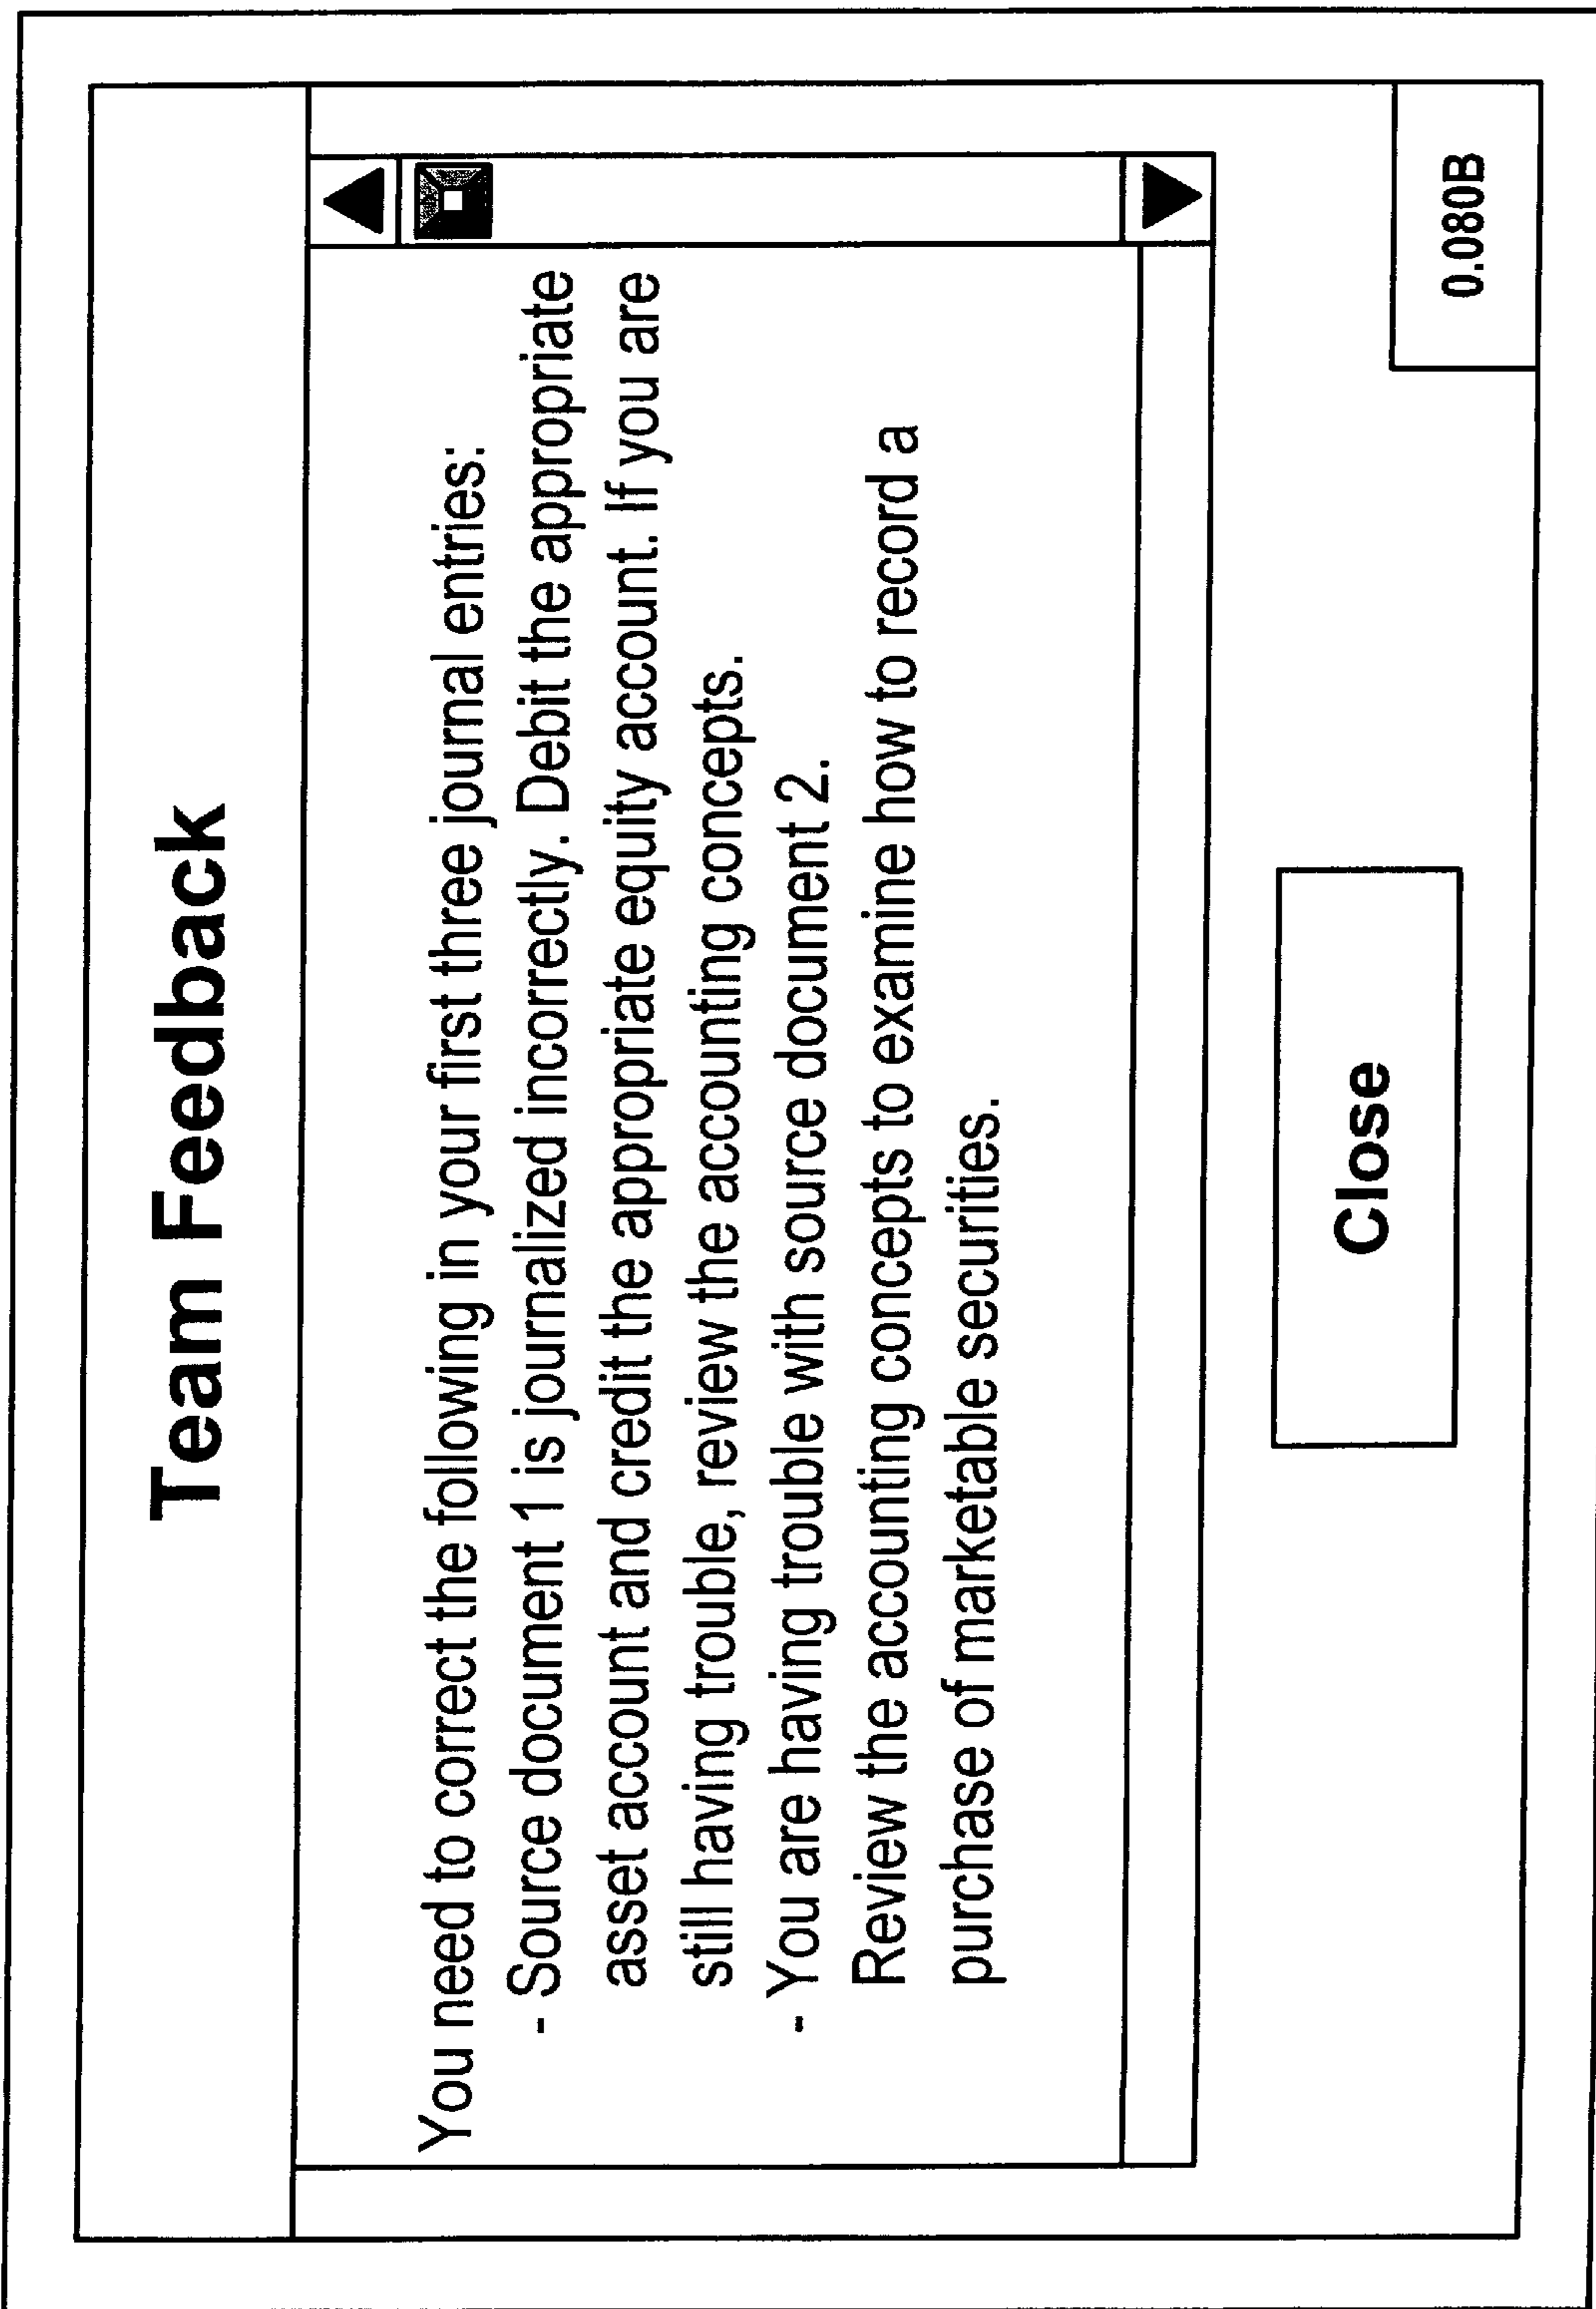 Team Feedback
You need to correct the following in your first three journal entries:
- Source document 1 is journalized incorrectly. Debit the appropriate
asset account and credit the appropriate equity account. If you are
still having trouble, review the accounting concepts.
- You are having trouble with source document 2.
Review the accounting concepts to examine how to record a
purchase of marketable securities.
Close
0.080B